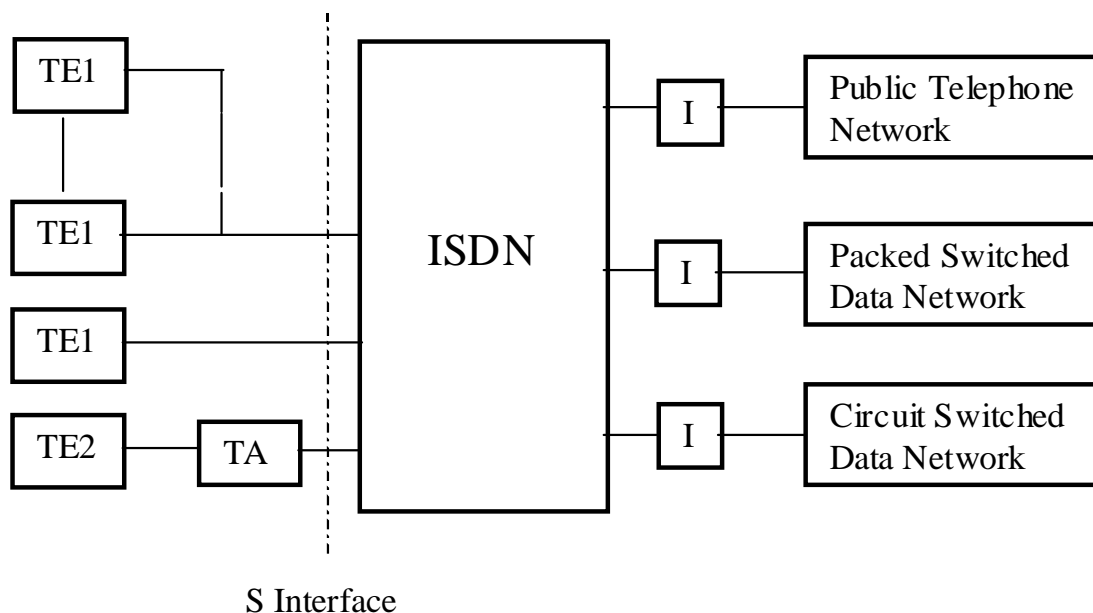 TE1
TE1
TE1
TE2
TA
S Interface
ISDN
I
I
I
Public Telephone
Network
Packed Switched
Data Network
Circuit Switched
Data Network